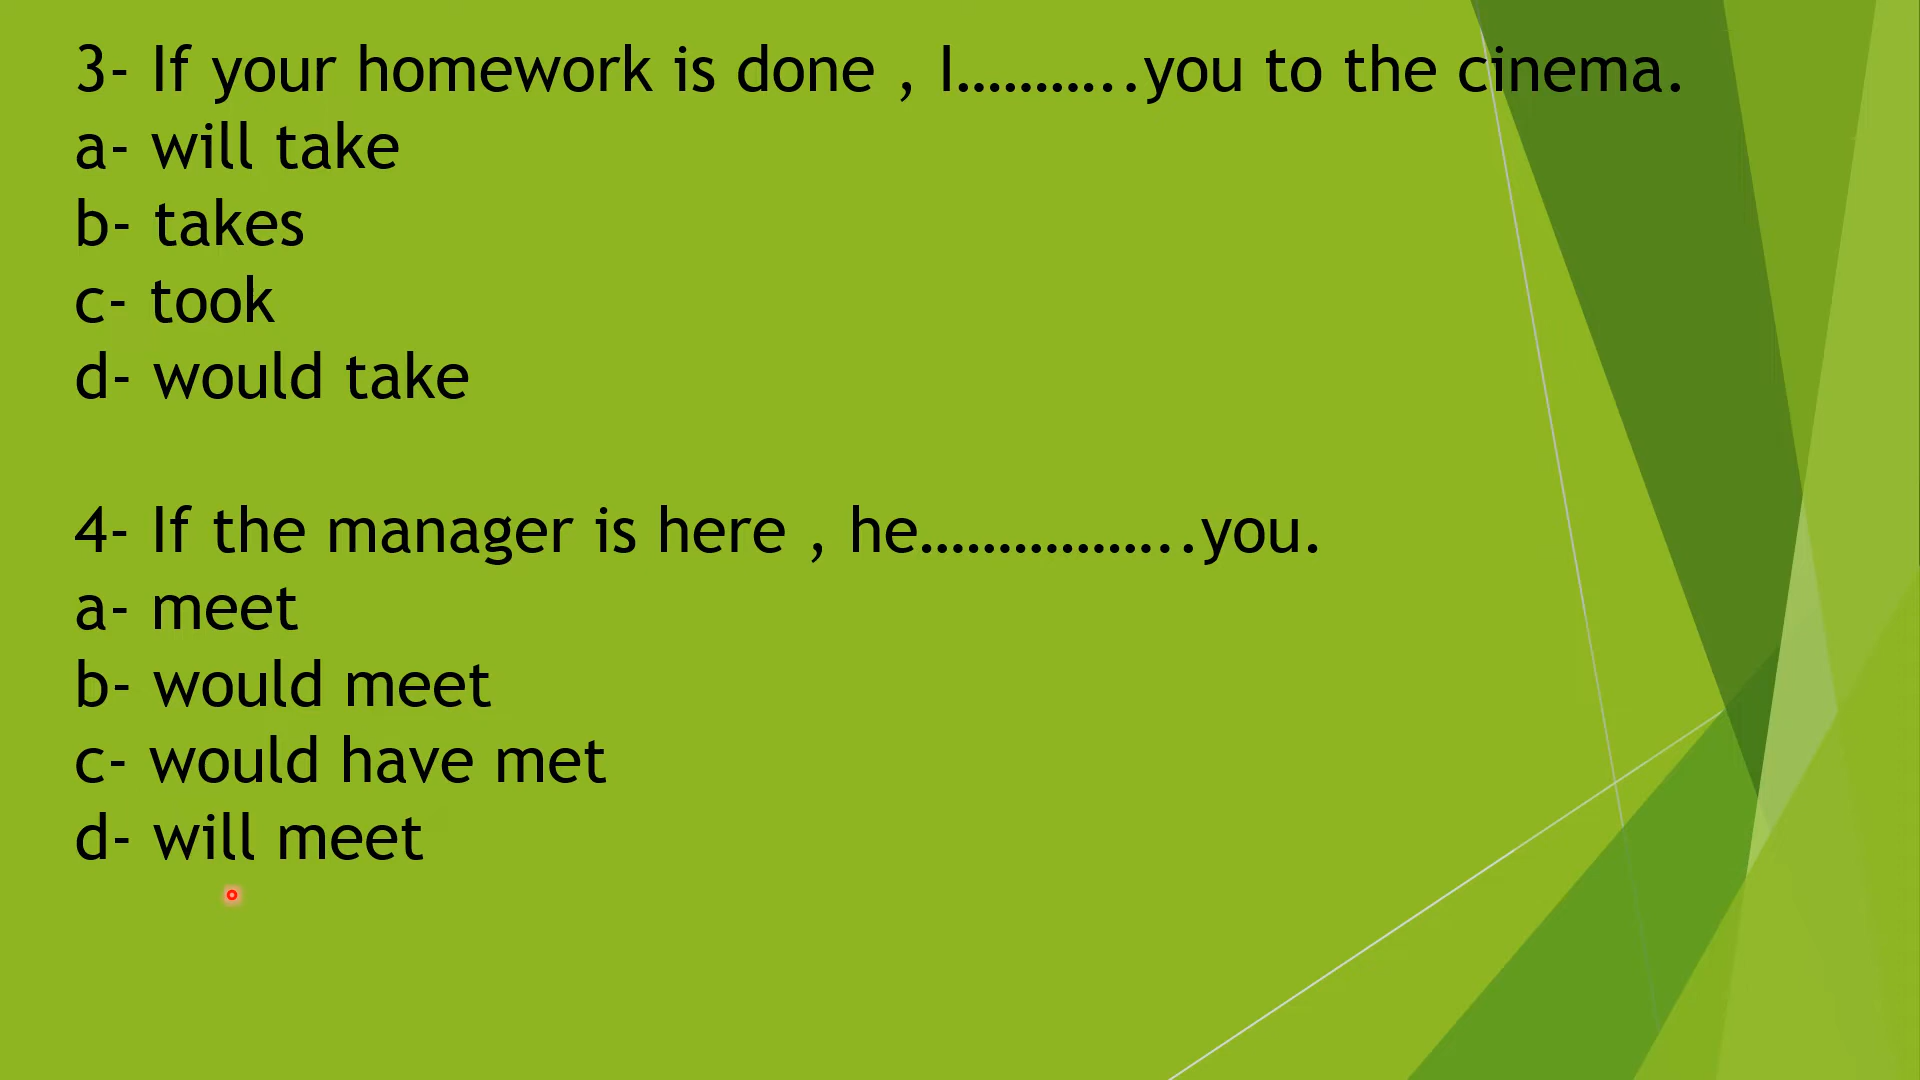 3- If your homework is done , I………..you to the cinema.
a- will take
b- takes
c- took
d- would take
4- If the manager is here , he……………..you.
a- meet
b- would meet
c- would have met
d- will meet